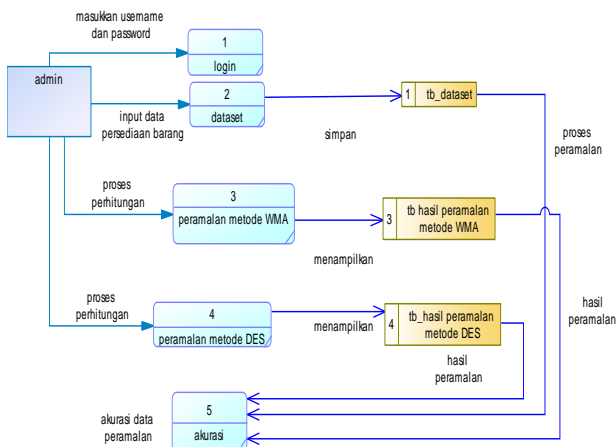 masukkan username
dan password
1
login
admin
2
dataset
input data
persediaan barang
simpan
1 tb_dataset
proses
peramalan
proses
perhitungan
3
peramalan metode WMA
menampilkan
3 tb hasil peramalan
metode WMA
hasil
peramalan
proses
perhitungan
4
peramalan metode DES
menampilkan
4 tb_hasil peramalan
metode DES
hasil
peramalan
akurasi data
peramalan
5
akurasi